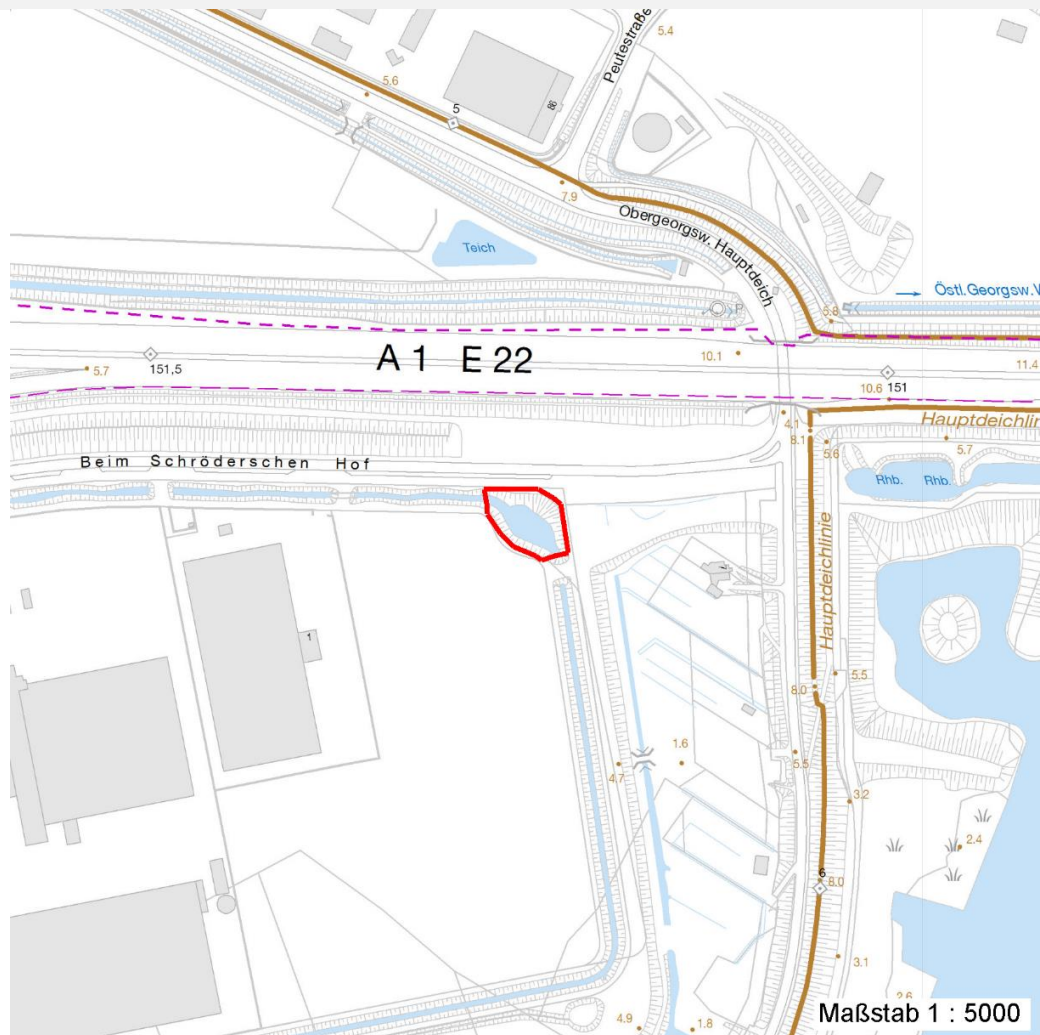 5.4
Peutestraße
5.6
5
86
7.9
Obergeorgsw. Hauptdeich
Teich
Östl.Georgsw.
5.8
A 1 E 22
10.1
11.4
151,5
5.7
10.6
151
4.1
8.1
Hauptdeichlin
5.6
5.7
Beim Schröderschen Hof
Rhb.
Rhb.
Hauptdeichlinie
1
8.0
5.5
5.5
1.6
4.7
3.2
2.4
6
8.0
3.1
2.6
4.9
1.8
Maßstab 1 : 5000